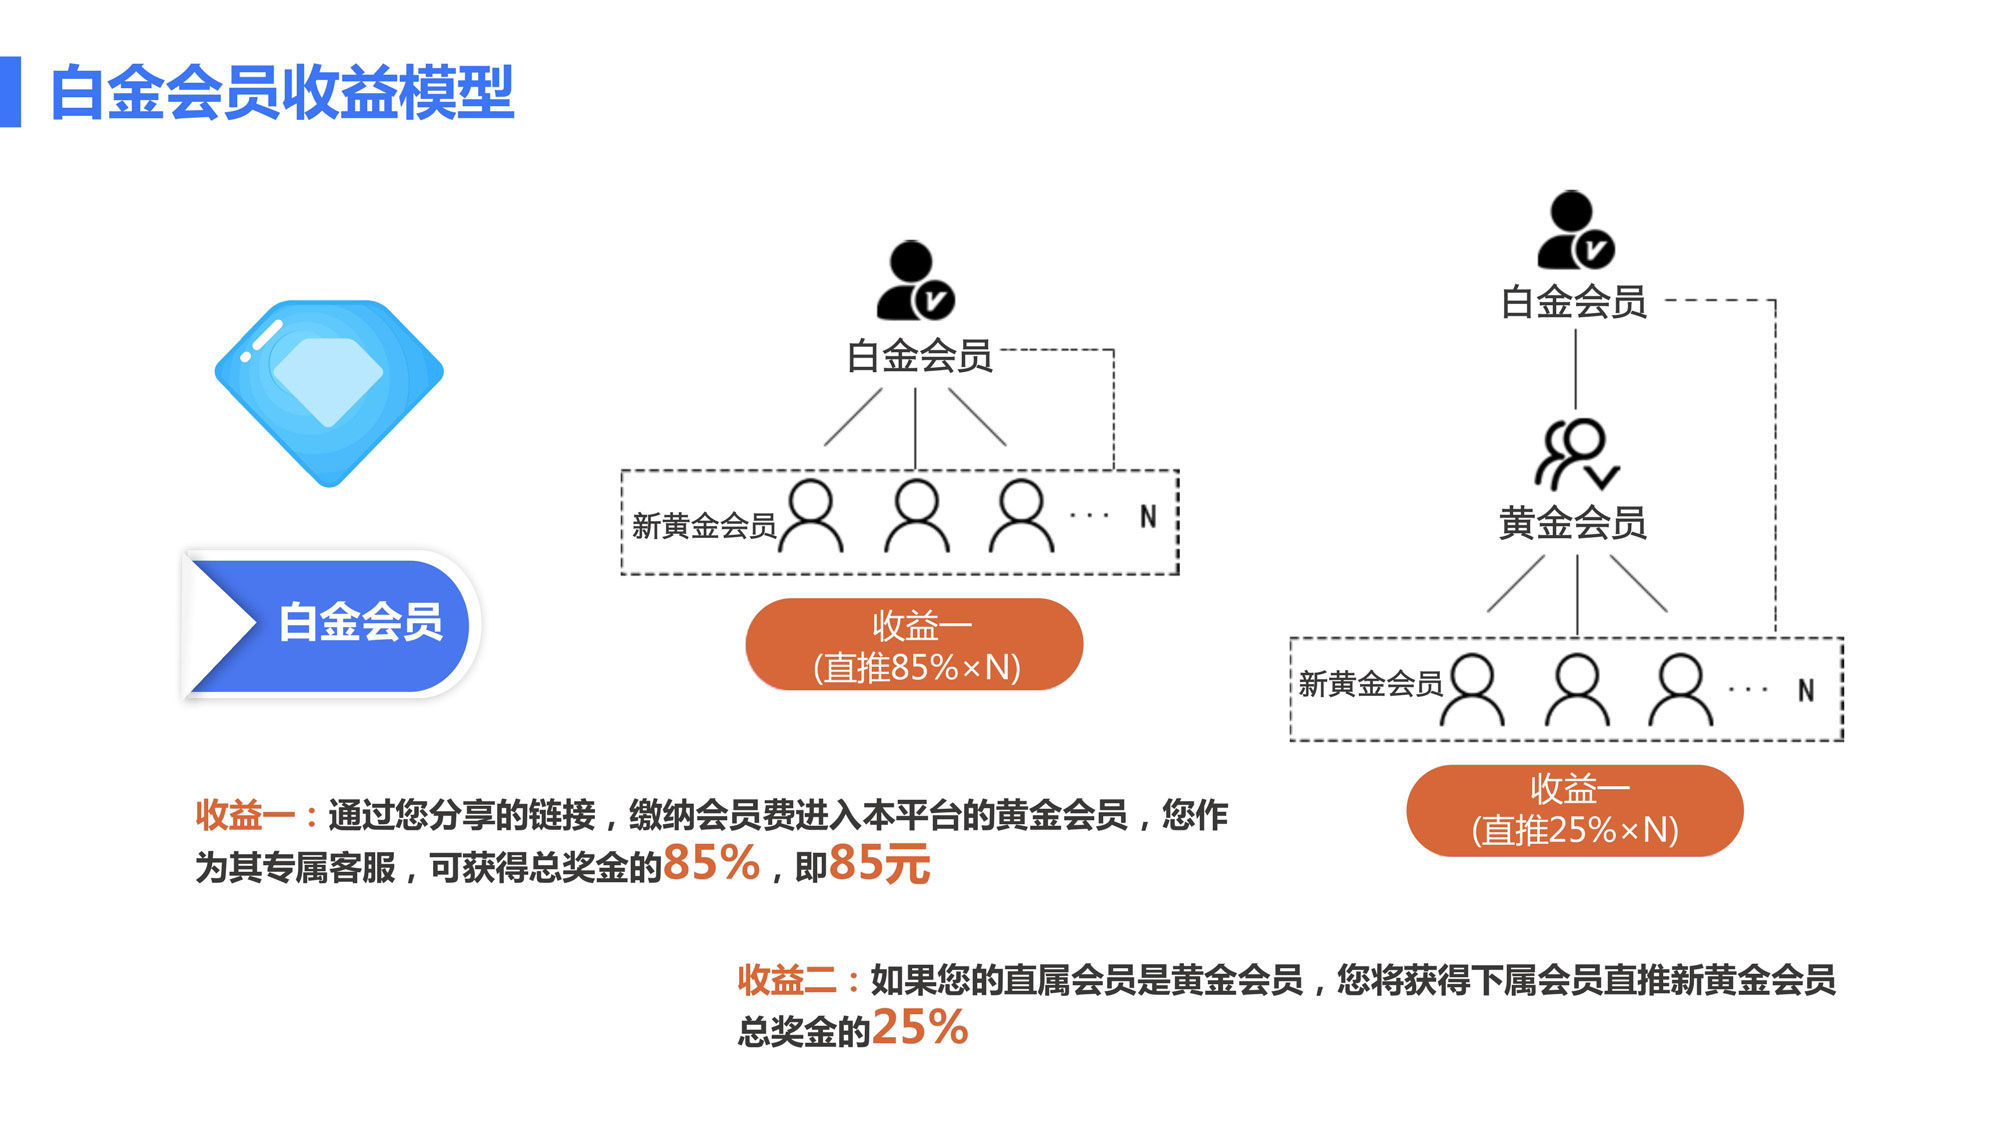 白金会员收益模型
白金会员
白金会员
新黄金会员 ··· N
收益一
(直推85%×N)
白金会员
黄金会员
新黄金会员 ··· N
收益一
(直推25%×N)
收益一：通过您分享的链接，缴纳会员费进入本平台的黄金会员，您作
为其专属客服，可获得总奖金的85%，即85元
收益二：如果您的直属会员是黄金会员，您将获得下属会员直推新黄金会员
总奖金的25%